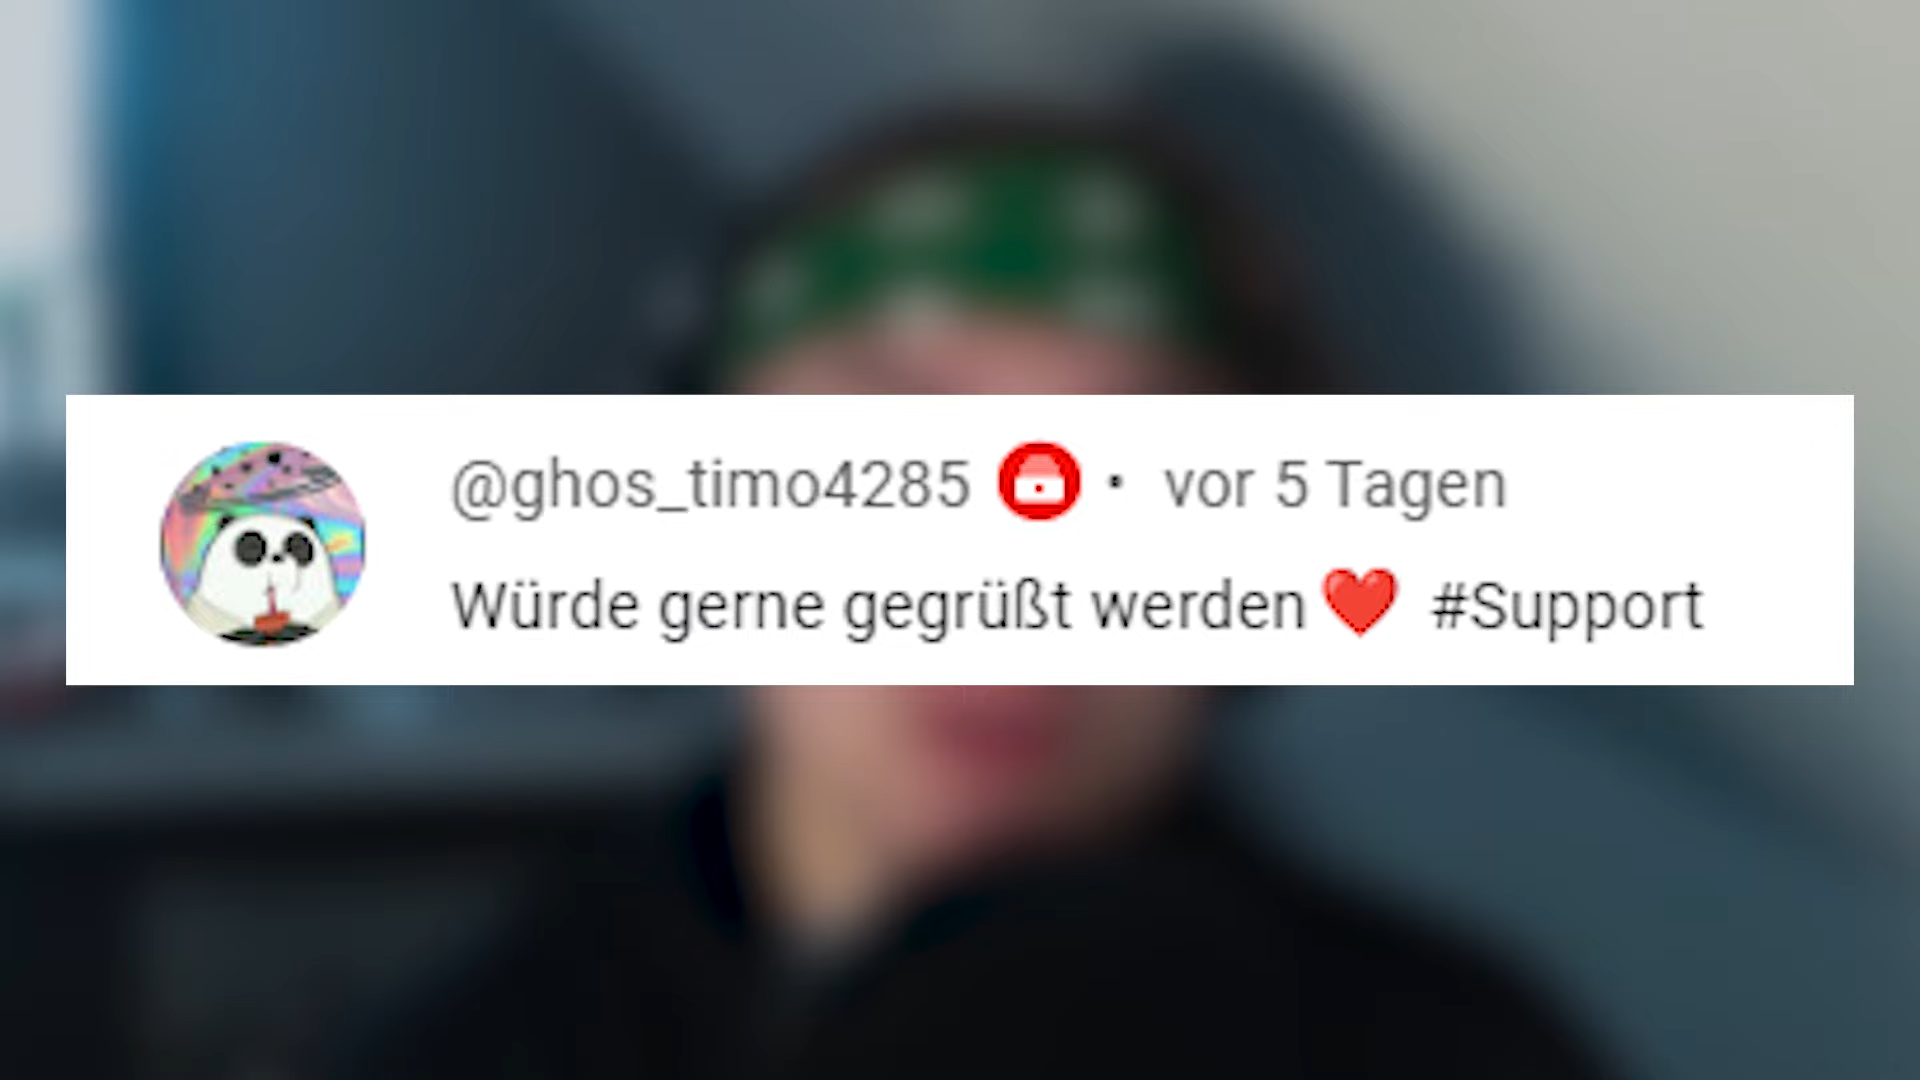 @ghos_timo4285 • vor 5 Tagen
Würde gerne gegrüßt werden❤️ #Support